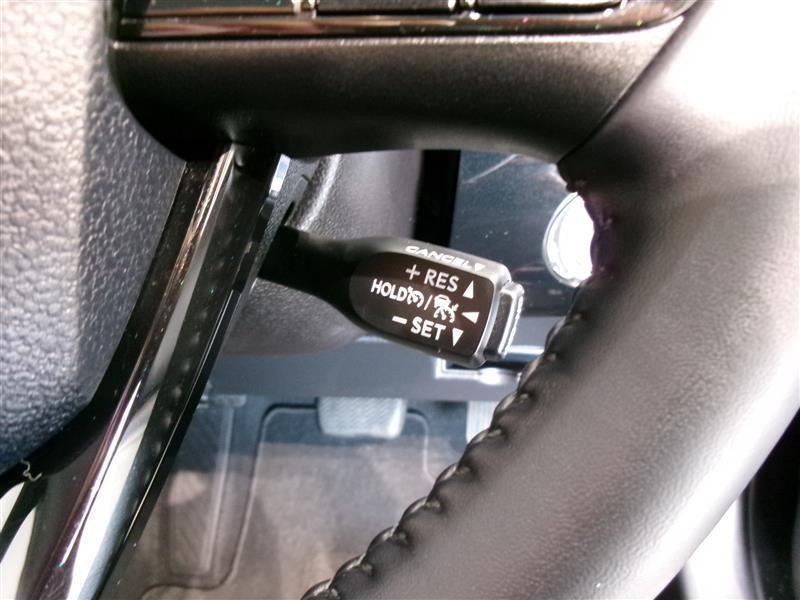 CANCEL▼
+RES▲
HOLD / ◀
−SET▼